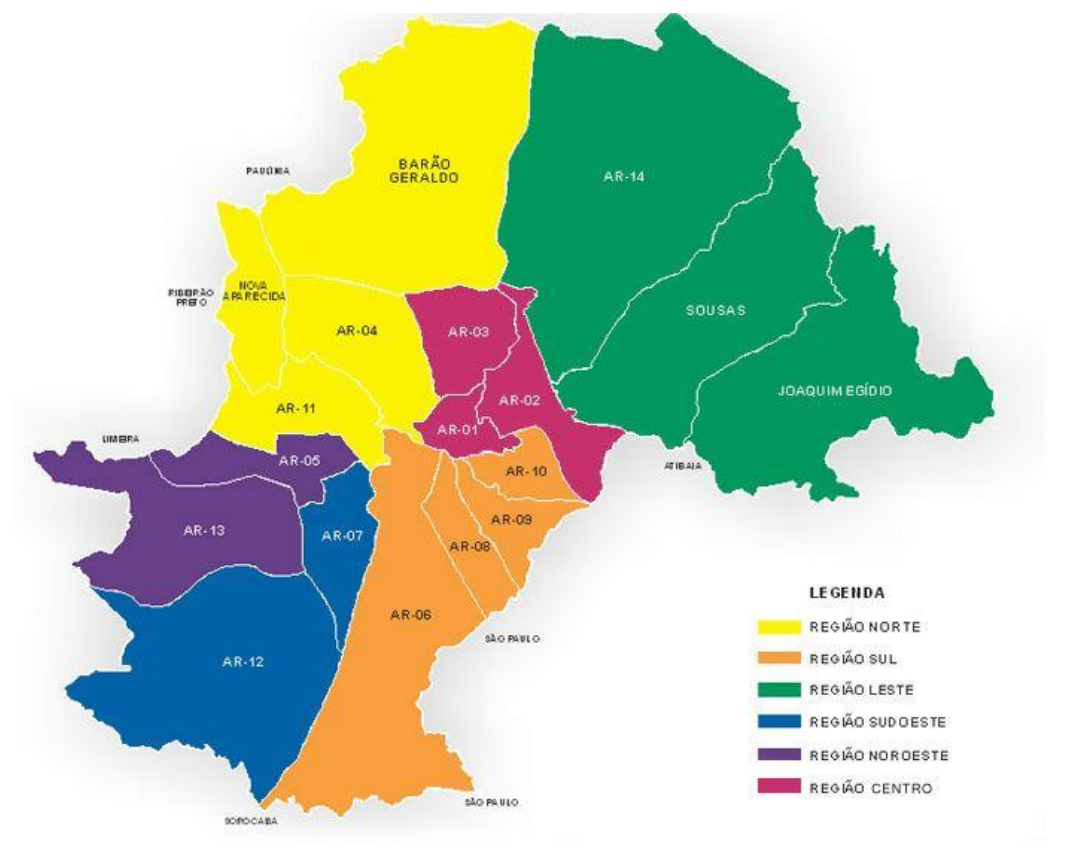 BARÃO
GERALDO
PAULÍNIA
AR-14
NOVA
APARECIDA
RIBEIRÃO
PRETO
SOUSAS
AR-04
AR-03
JOAQUIM EGÍDIO
AR-11
AR-02
AR-01
LIMEIRA
AR-05
ATIBAIA
AR-10
AR-13
AR-07
AR-09
AR-08
AR-06
SÃO PAULO
AR-12
SÃO PAULO
SOROCABA
LEGENDA
REGIÃO NORTE
REGIÃO SUL
REGIÃO LESTE
REGIÃO SUDOESTE
REGIÃO NOROESTE
REGIÃO CENTRO